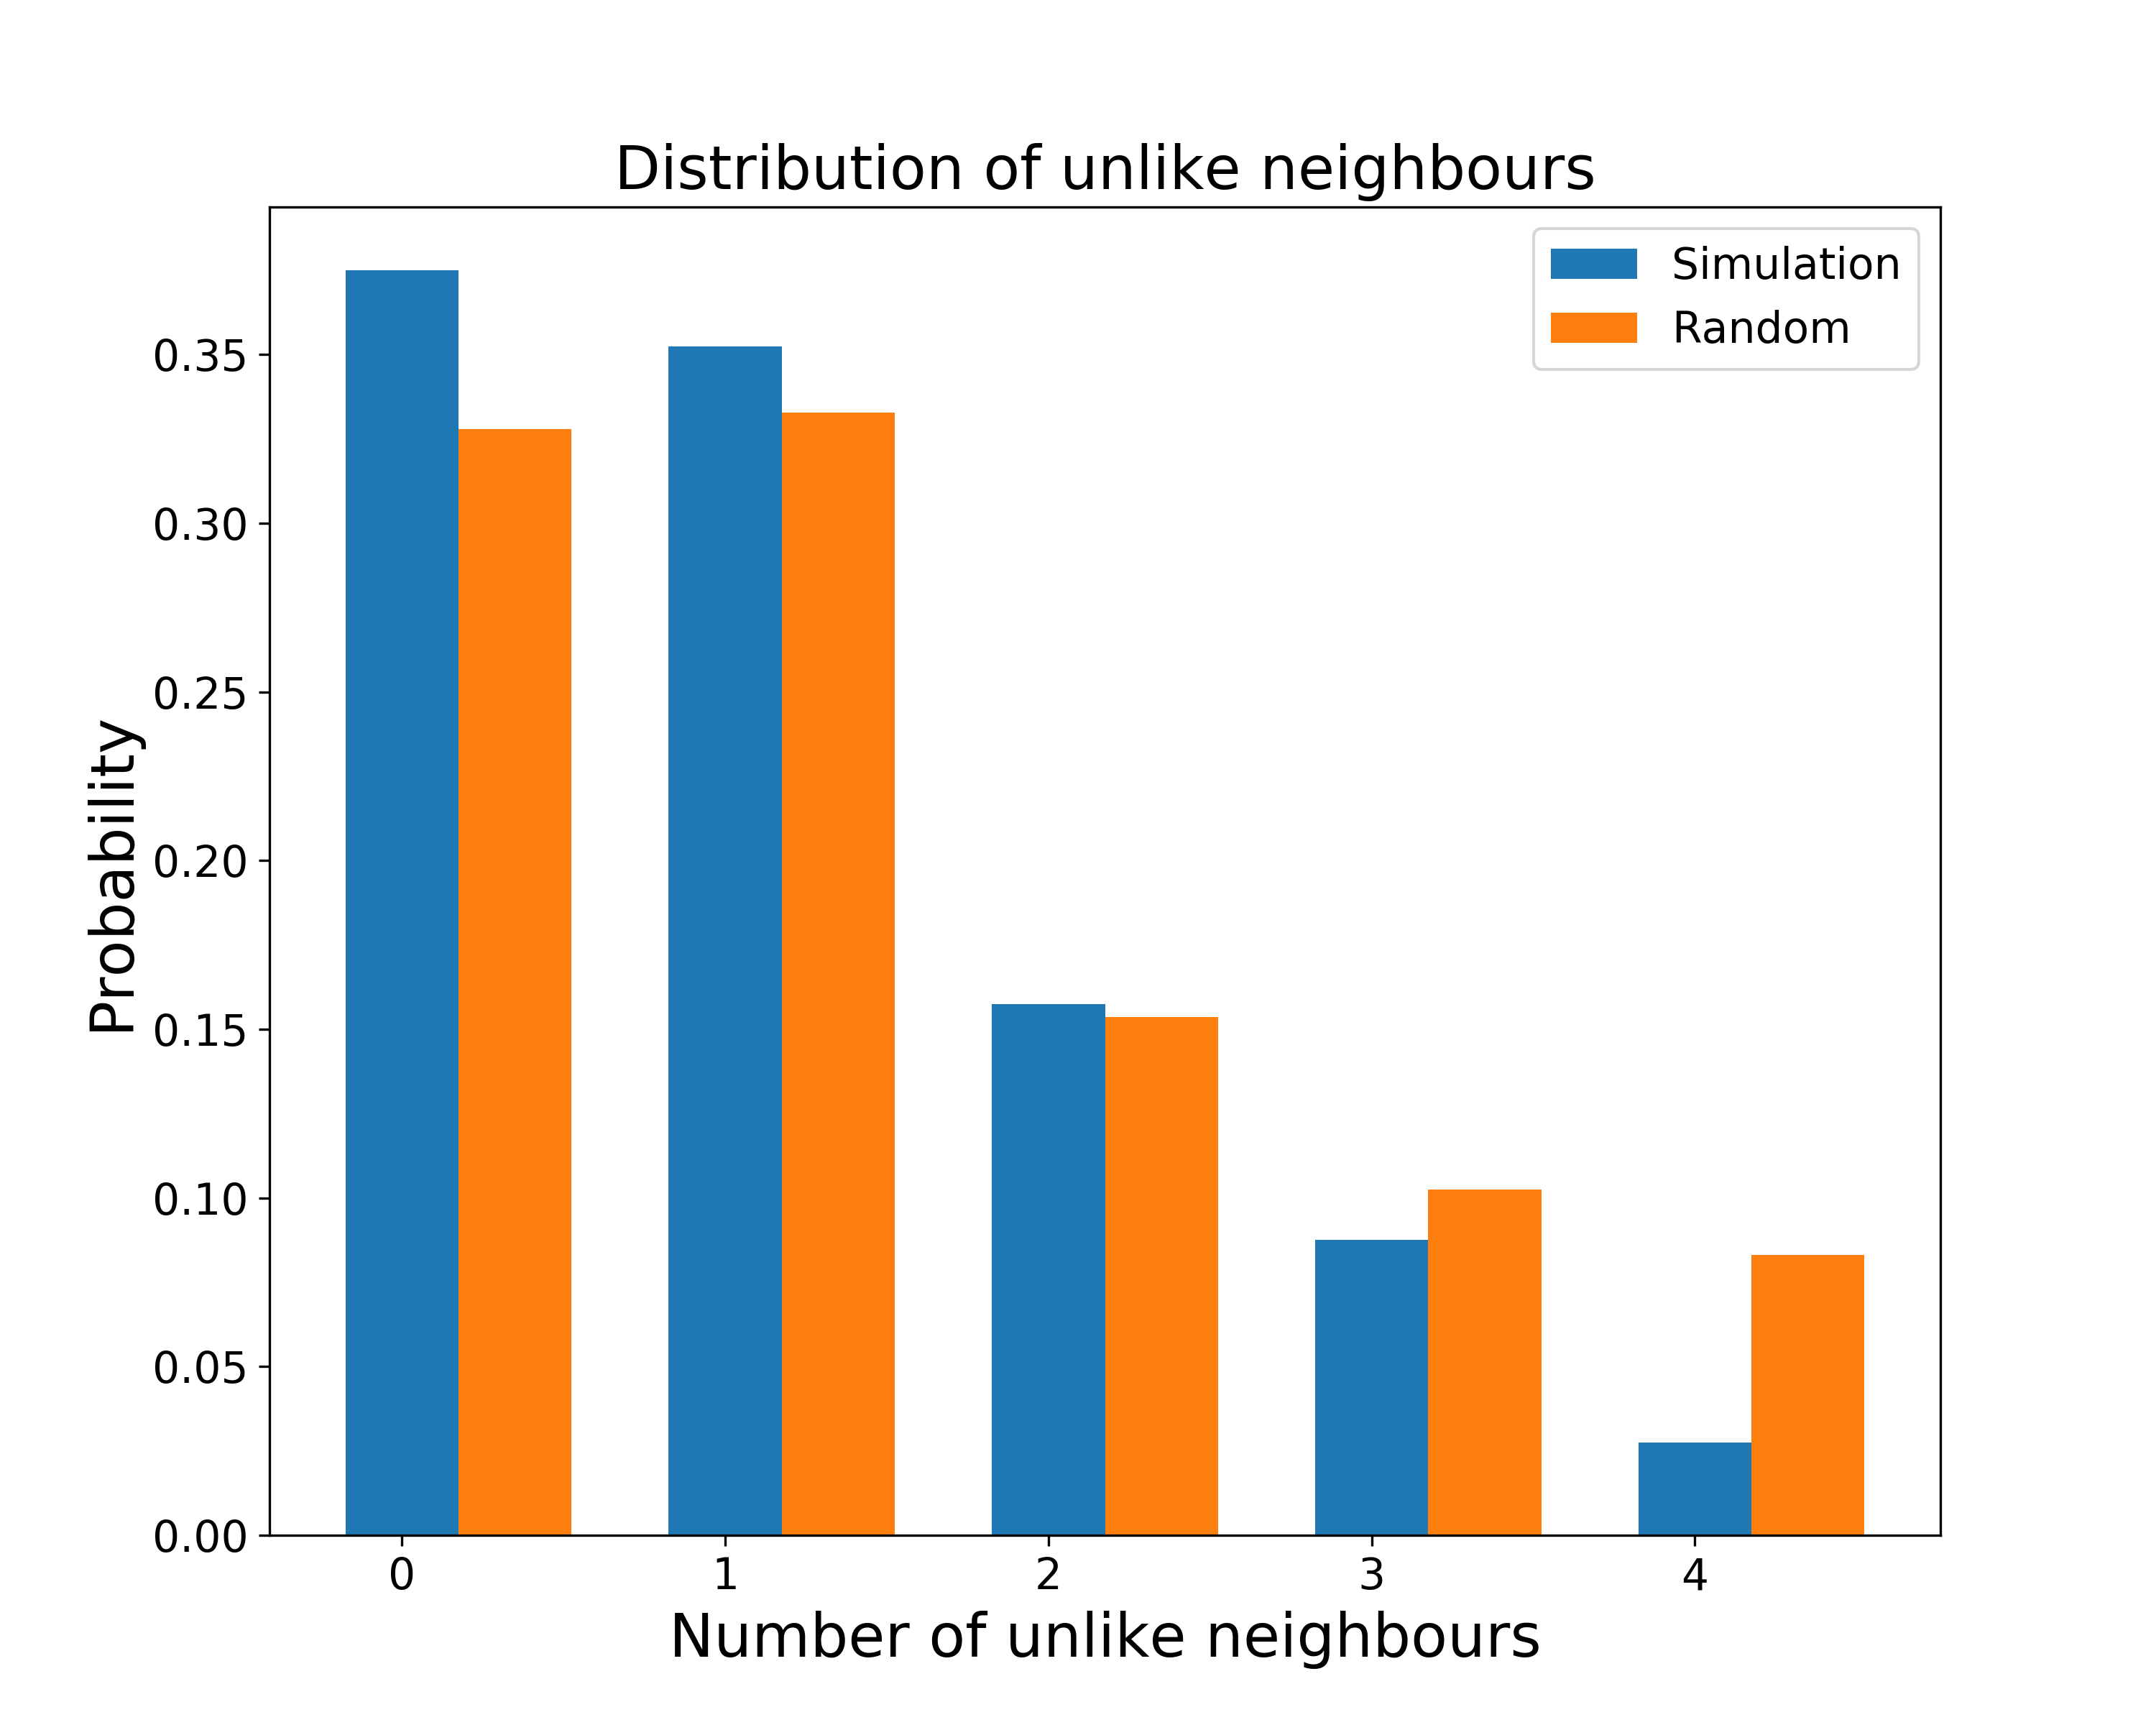 Distribution of unlike neighbours
Simulation
Random
Probability
0.35
0.30
0.25
0.20
0.15
0.10
0.05
0.00
0 1 2 3 4
Number of unlike neighbours